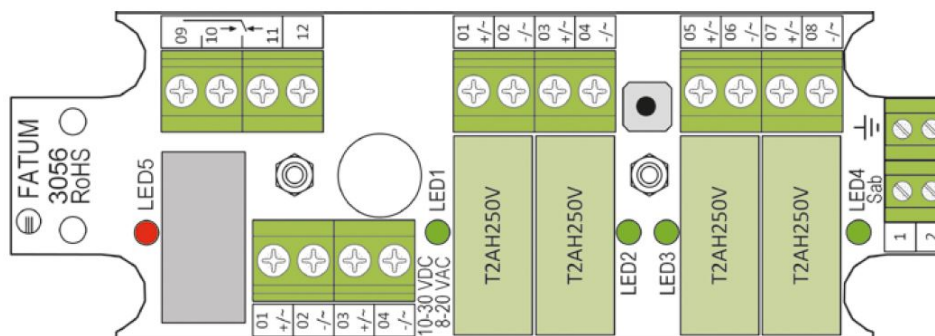 09
10
11
12
01 +/~
02 -/~
03 +/~
04 -/~
05 +/~
06 -/~
07 +/~
08 -/~
FATUM
3056
RoHS
LED5
LED1
T2AH250V
T2AH250V
LED2
LED3
T2AH250V
T2AH250V
LED4
Sab
1
2
01 +/~
02 -/~
03 +/~
04 -/~
10-30 VDC
8-20 VAC